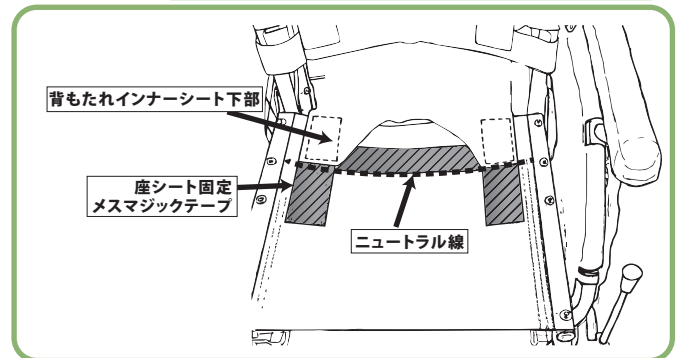 背もたれインナーシート下部
座シート固定
メスマジックテープ
ニュートラル線